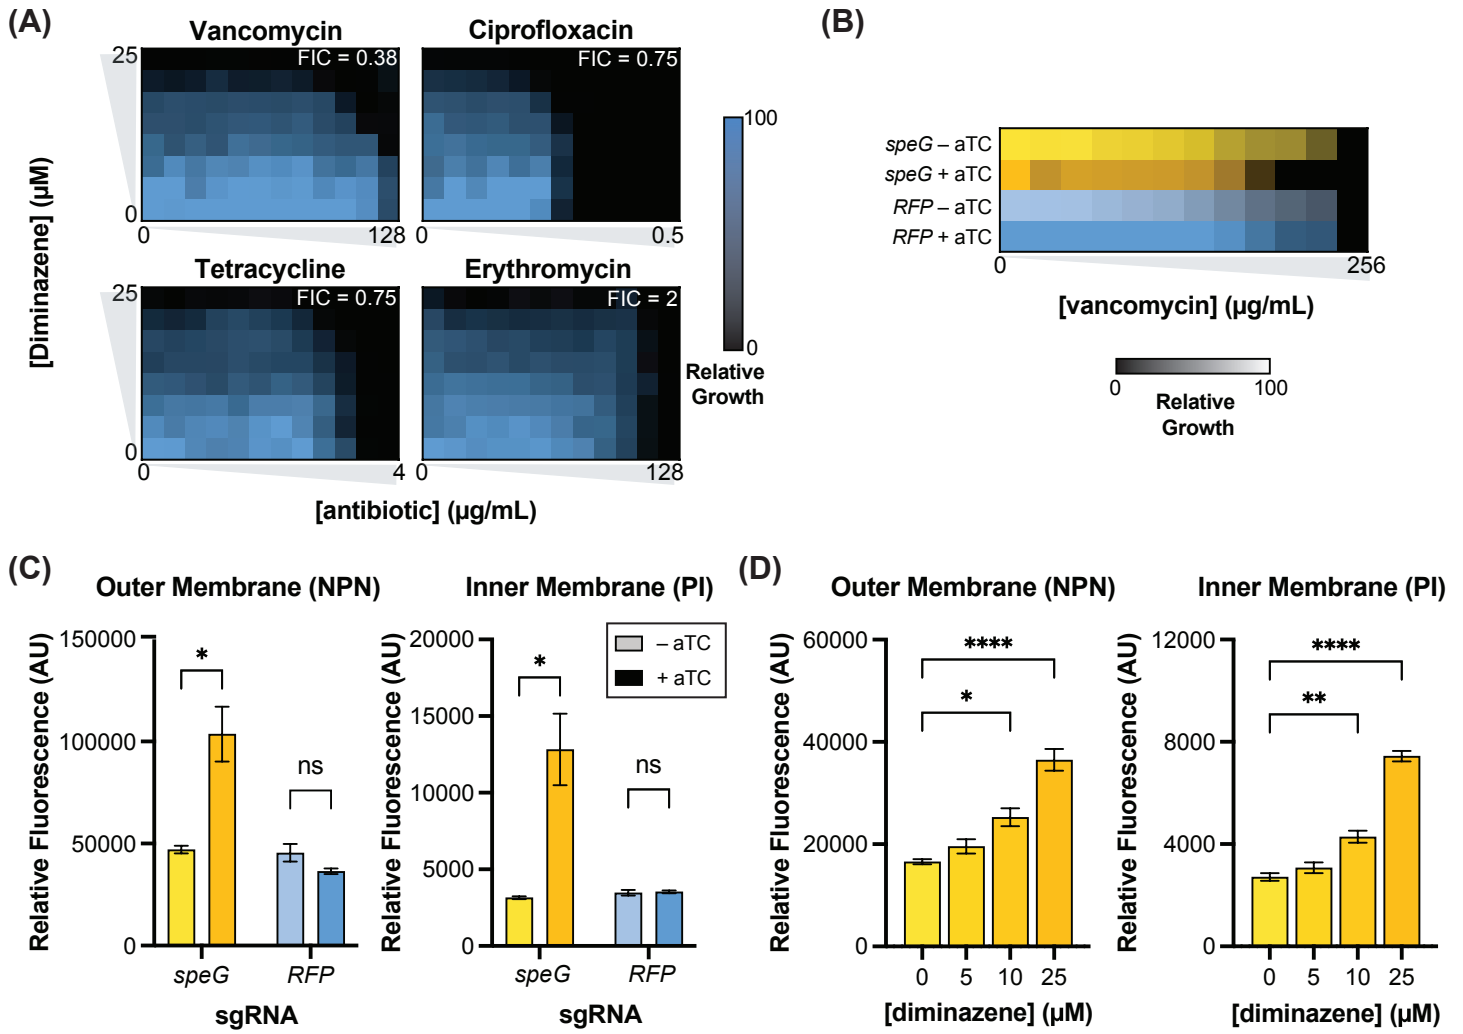 (A)
Vancomycin
Ciprofloxacin
25
FIC = 0.38
FIC = 0.75
0
0
128
0
0.5
Tetracycline
Erythromycin
25
FIC = 0.75
FIC = 2
0
0
4
0
128
[Diminazene] (µM)
[antibiotic] (µg/mL)
100
0
Relative
Growth
(B)
speG – aTC
speG + aTC
RFP – aTC
RFP + aTC
0
256
[vancomycin] (µg/mL)
0
100
Relative
Growth
(C)
Outer Membrane (NPN)
Relative Fluorescence (AU)
150000
100000
50000
0
*
ns
speG
RFP
sgRNA
Inner Membrane (PI)
Relative Fluorescence (AU)
20000
15000
10000
5000
0
*
ns
– aTC
+ aTC
speG
RFP
sgRNA
(D)
Outer Membrane (NPN)
Relative Fluorescence (AU)
60000
40000
20000
0
****
*
0
5
10
25
[diminazene] (µM)
Inner Membrane (PI)
Relative Fluorescence (AU)
12000
8000
4000
0
****
**
0
5
10
25
[diminazene] (µM)